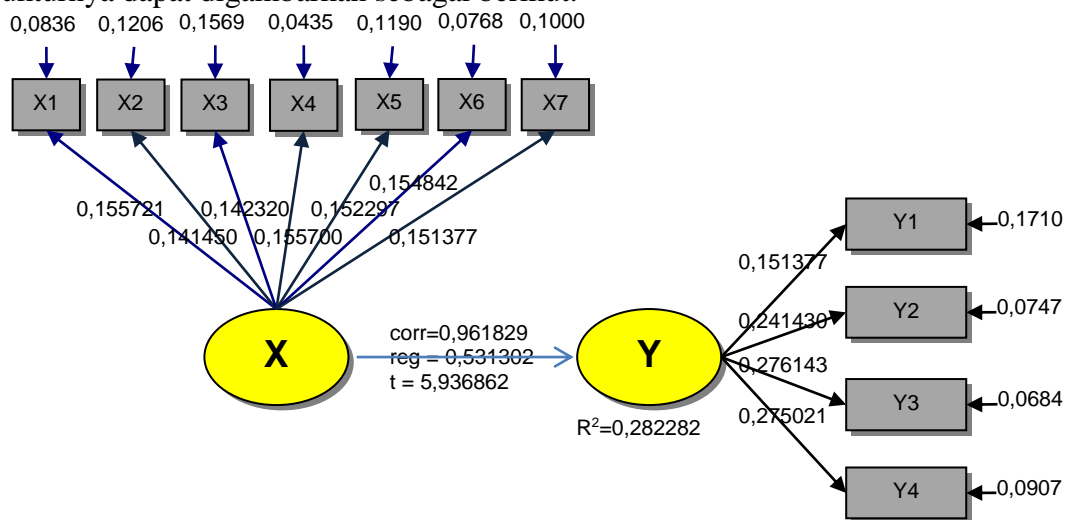 0,0836 0,1206 0,1569 0,0435 0,1190 0,0768 0,1000
X1 X2 X3 X4 X5 X6 X7
0,154842
0,155721 0,142320 0,152297
0,141450 0,155700 0,151377
Y1 0,1710
0,151377
Y2 0,0747
0,241430
X
corr=0,961829
reg = 0,531302
t = 5,936862
Y
0,276143
Y3 0,0684
0,275021
R²=0,282282
Y4 0,0907